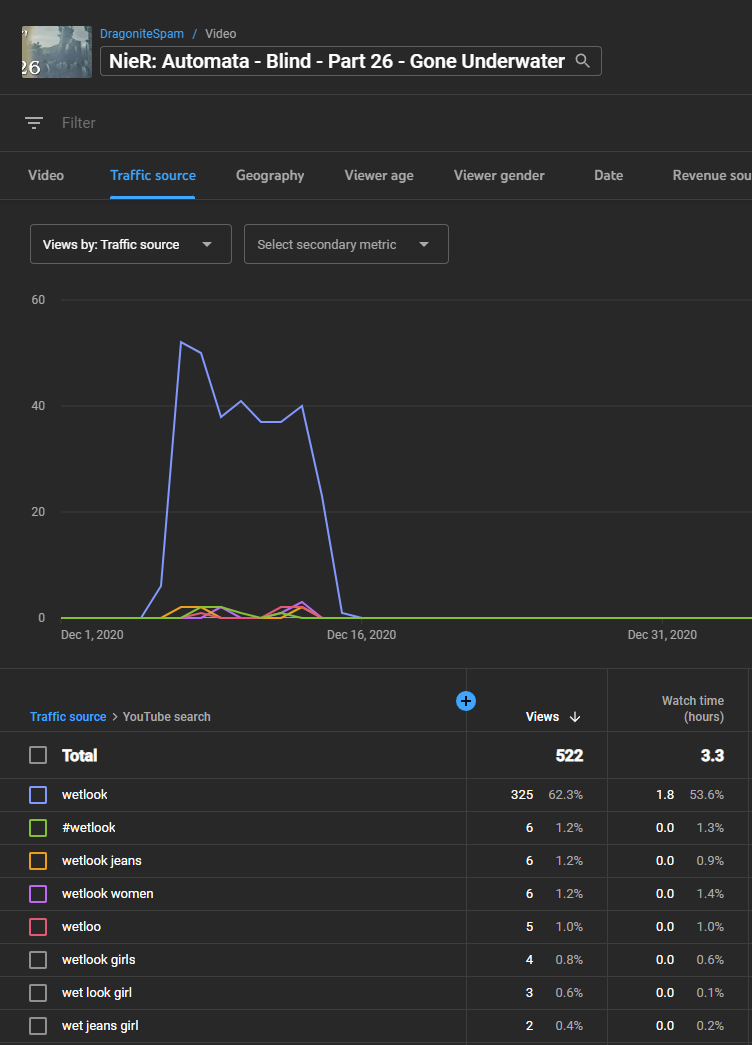 DragoniteSpam / Video
26
NieR: Automata - Blind - Part 26 - Gone Underwater
Filter
Video Traffic source Geography Viewer age Viewer gender Date Revenue sou
Views by: Traffic source Select secondary metric
60
40
20
0
Dec 1, 2020 Dec 16, 2020 Dec 31, 2020
Traffic source > YouTube search Views Watch time
(hours)
Total 522 3.3
wetlook 325 62.3% 1.8 53.6%
#wetlook 6 1.2% 0.0 1.3%
wetlook jeans 6 1.2% 0.0 0.9%
wetlook women 6 1.2% 0.0 1.4%
wetloo 5 1.0% 0.0 1.0%
wetlook girls 4 0.8% 0.0 0.6%
wet look girl 3 0.6% 0.0 0.1%
wet jeans girl 2 0.4% 0.0 0.2%